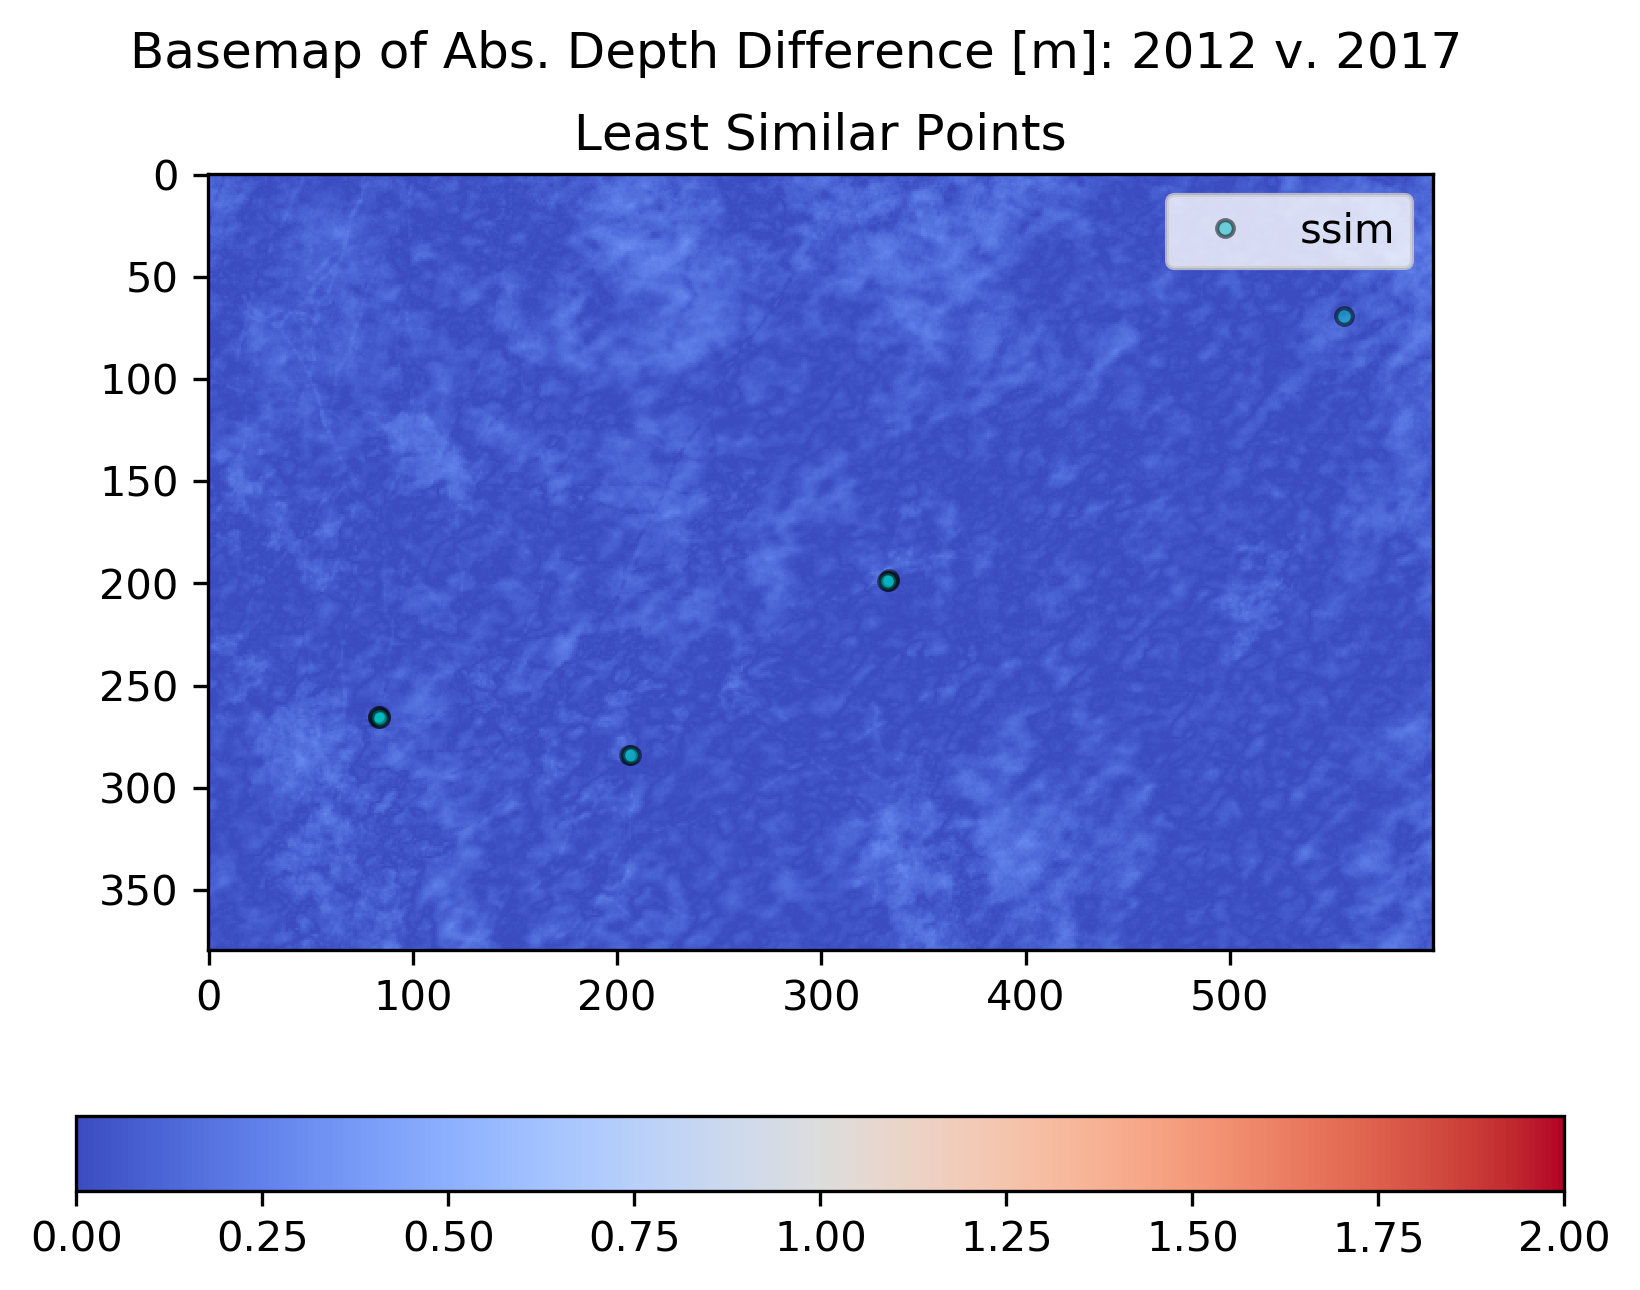 Basemap of Abs. Depth Difference [m]: 2012 v. 2017
Least Similar Points
ssim
0
50
100
150
200
250
300
350
0 100 200 300 400 500
0.00 0.25 0.50 0.75 1.00 1.25 1.50 1.75 2.00